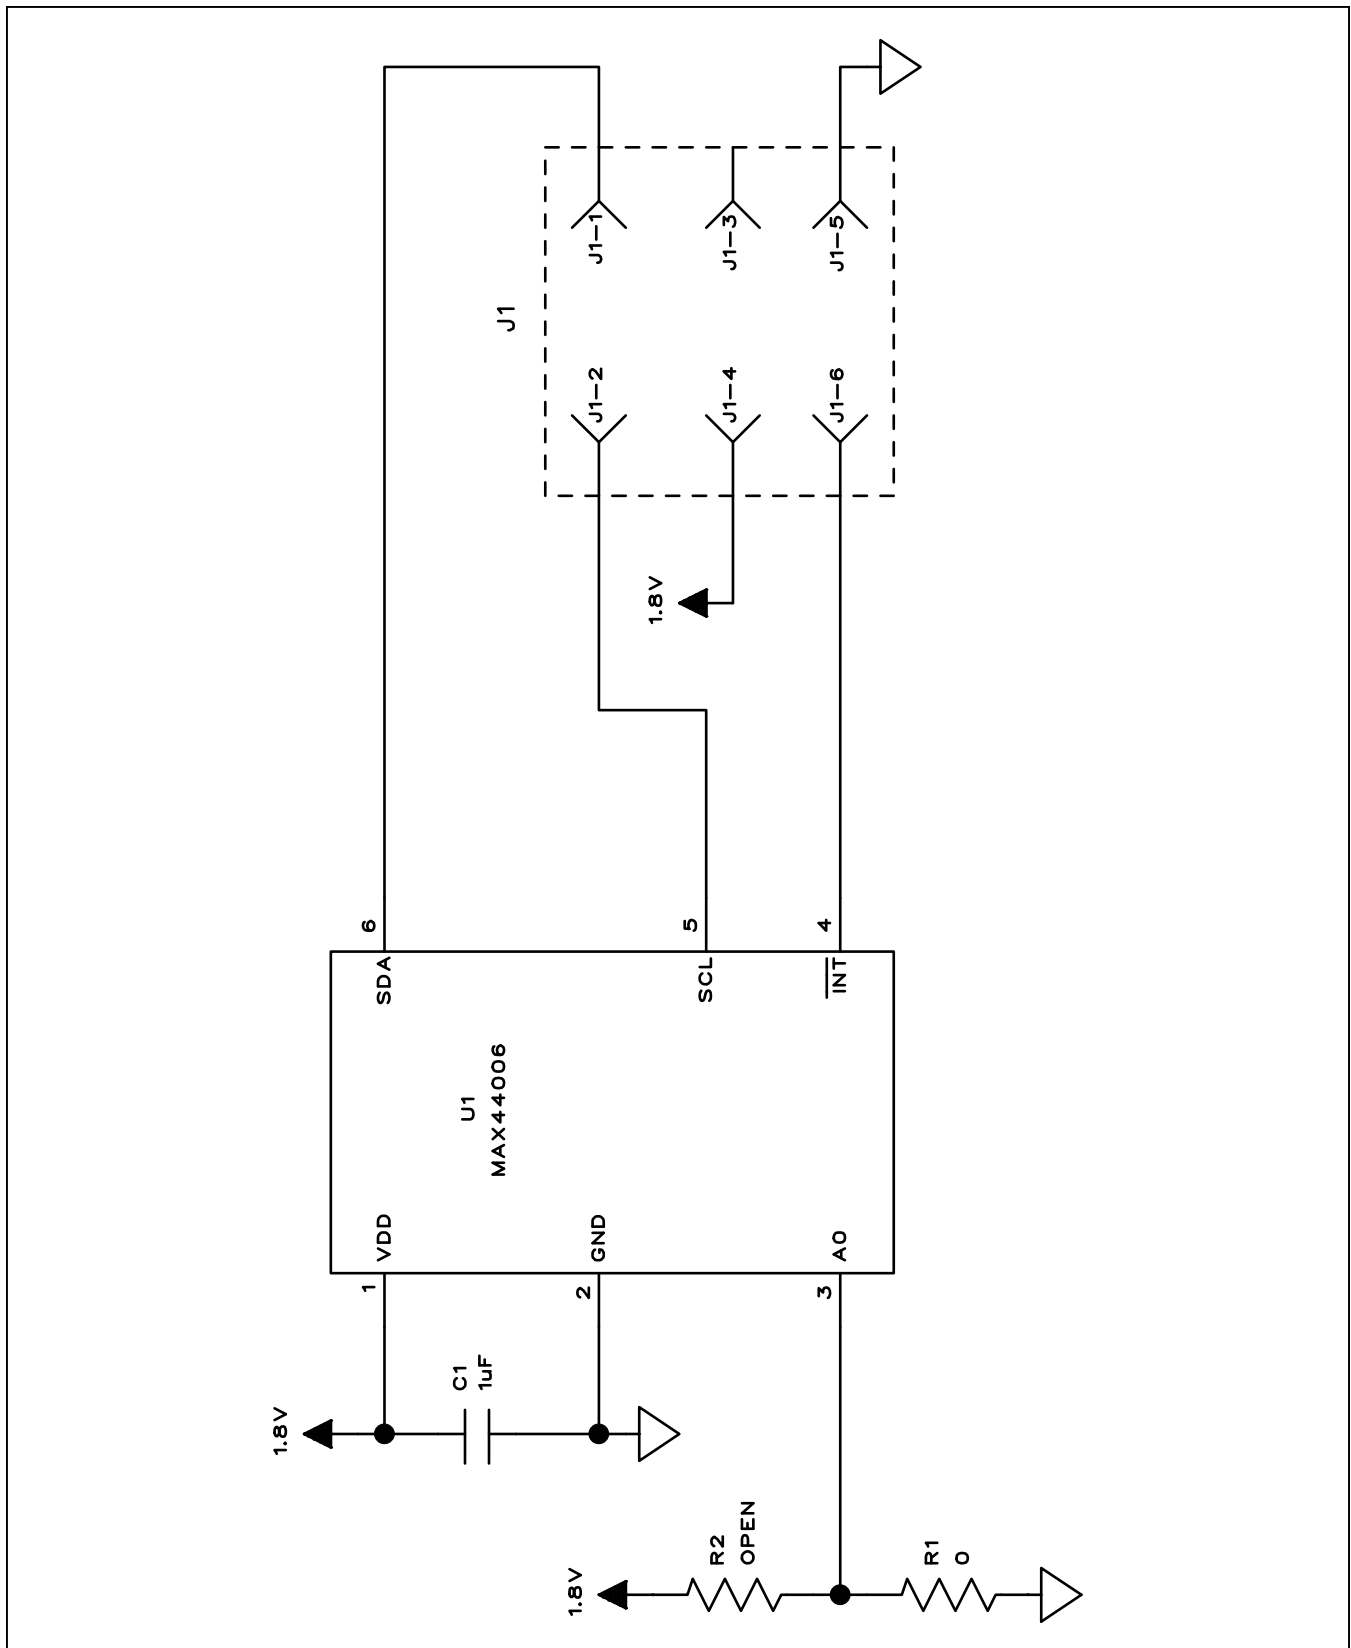 1.8V
C1
1uF
1.8V
R2
OPEN
R1
0
1
VDD
SDA
6
U1
MAX44006
2
GND
SCL
5
3
A0
INT
4
J1
J1-2
J1-1
1.8V
J1-4
J1-3
J1-6
J1-5